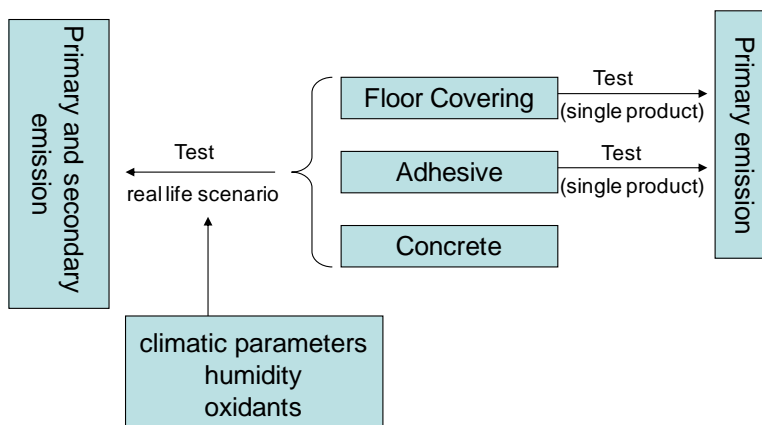 Primary and secondary
emission
Test
real life scenario
climatic parameters
humidity
oxidants
Floor Covering
Adhesive
Concrete
Test
(single product)
Test
(single product)
Primary emission